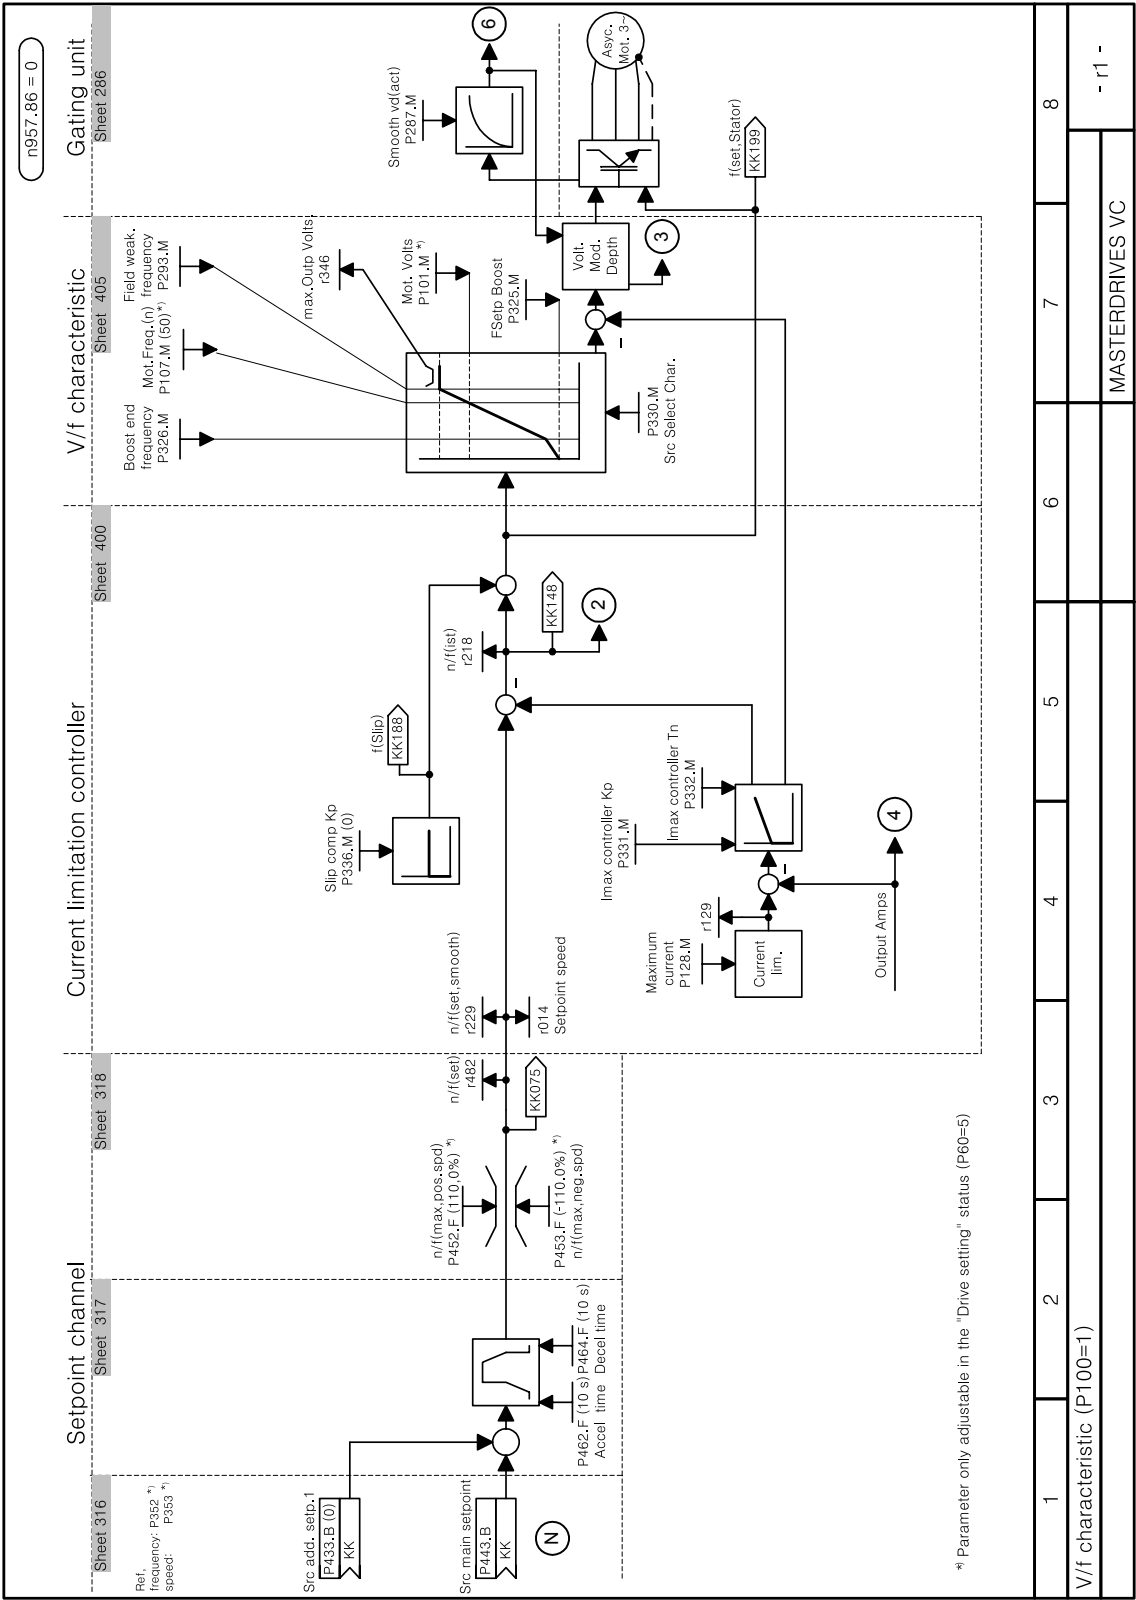 n957.86 = 0
Setpoint channel
Current limitation controller
V/f characteristic
Gating unit
Sheet 316
Sheet 317
Sheet 318
Sheet 400
Sheet 405
Sheet 286
Ref.
frequency: P352 *)
speed: P353 *)
Src add. setp.1
P433.B (0)
KK
Src main setpoint
P443.B
KK
N
P462.F (10 s)
Accel time
P464.F (10 s)
Decel time
n/f(max,pos.spd)
P452.F (110,0%) *)
P453.F (-110.0%) *)
n/f(max,neg.spd)
n/f(set)
r482
KK075
n/f(set,smooth)
r229
r014
Setpoint speed
Slip comp Kp
P336.M (0)
f(Slip)
KK188
n/f(ist)
r218
KK148
2
Maximum
current
P128.M
r129
Current
lim.
Output Amps
4
Imax controller Kp
P331.M
Imax controller Tn
P332.M
Boost end
frequency
P326.M
Mot.Freq.(n)
P107.M (50)*)
Field weak.
frequency
P293.M
max.Outp Volts.
r346
Mot. Volts
P101.M *)
FSetp Boost
P325.M
P330.M
Src Select Char.
Volt.
Mod.
Depth
3
Smooth vd(act)
P287.M
6
Asyc.
Mot. 3~
f(set,Stator)
KK199
*) Parameter only adjustable in the "Drive setting" status (P60=5)
1
2
3
4
5
6
7
8
V/f characteristic (P100=1)
MASTERDRIVES VC
- r1 -